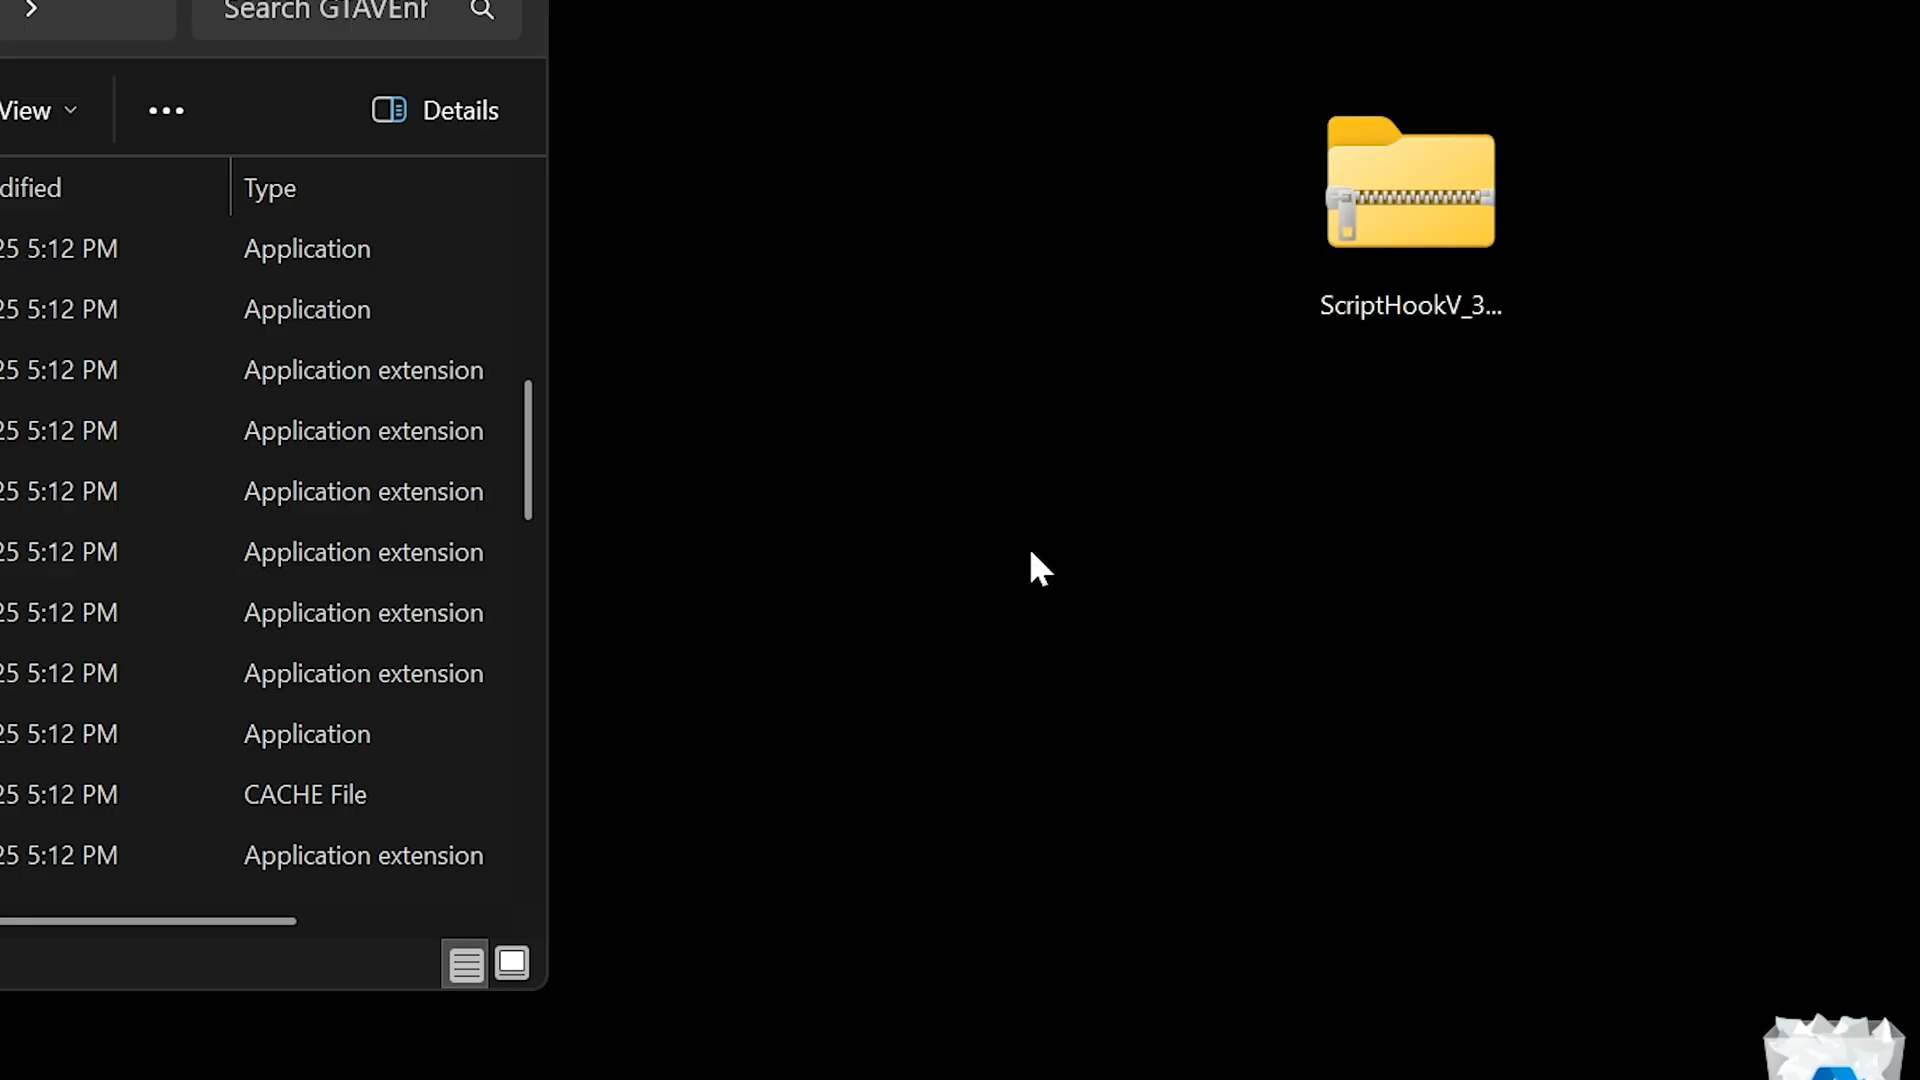 Search GTAVEnh
View
Details
dified
Type
25 5:12 PM
Application
25 5:12 PM
Application
25 5:12 PM
Application extension
25 5:12 PM
Application extension
25 5:12 PM
Application extension
25 5:12 PM
Application extension
25 5:12 PM
Application extension
25 5:12 PM
Application extension
25 5:12 PM
Application
25 5:12 PM
CACHE File
25 5:12 PM
Application extension
ScriptHookV_3...